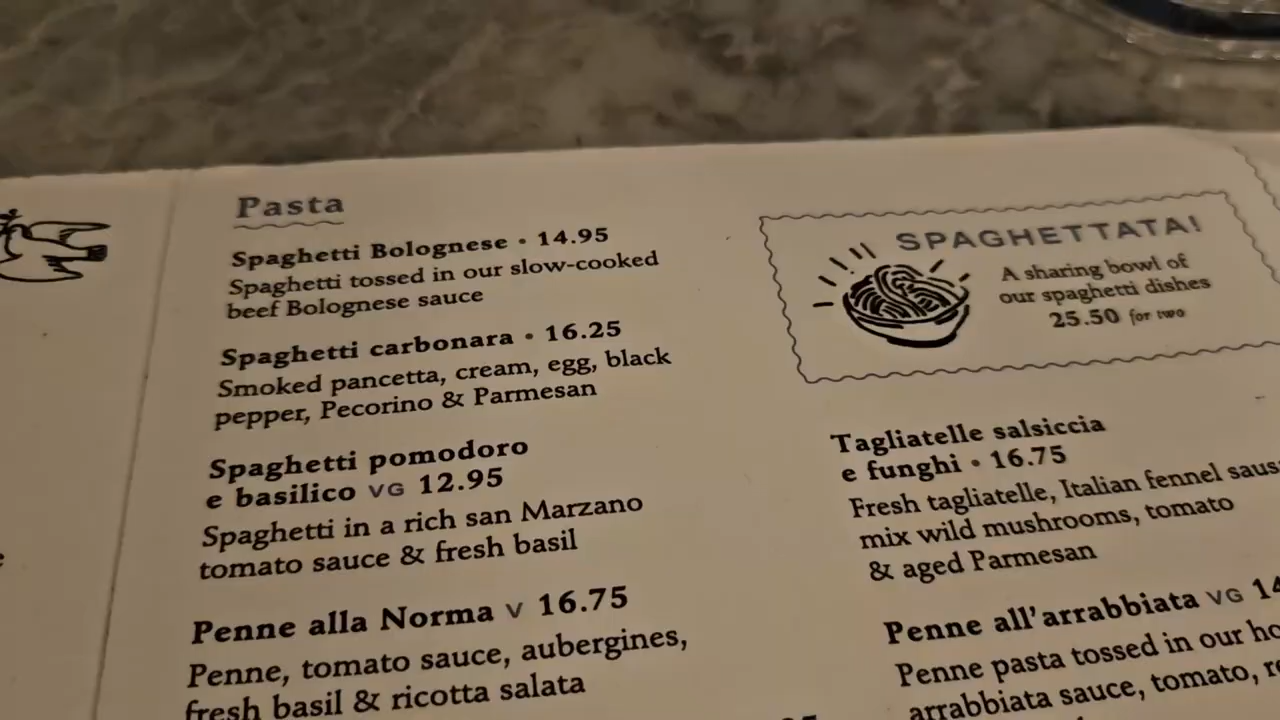 Pasta
Spaghetti Bolognese • 14.95
Spaghetti tossed in our slow-cooked
beef Bolognese sauce
Spaghetti carbonara • 16.25
Smoked pancetta, cream, egg, black
pepper, Pecorino & Parmesan
Spaghetti pomodoro
e basilico VG 12.95
Spaghetti in a rich san Marzano
tomato sauce & fresh basil
Penne alla Norma V 16.75
Penne, tomato sauce, aubergines,
fresh basil & ricotta salata
SPAGHETTATA!
A sharing bowl of
our spaghetti dishes
25.50 for two
Tagliatelle salsiccia
e funghi • 16.75
Fresh tagliatelle, Italian fennel
mix wild mushrooms, tomato
& aged Parmesan
Penne all'arrabbiata VG
Penne pasta tossed in our
arrabbiata sauce, tomato,